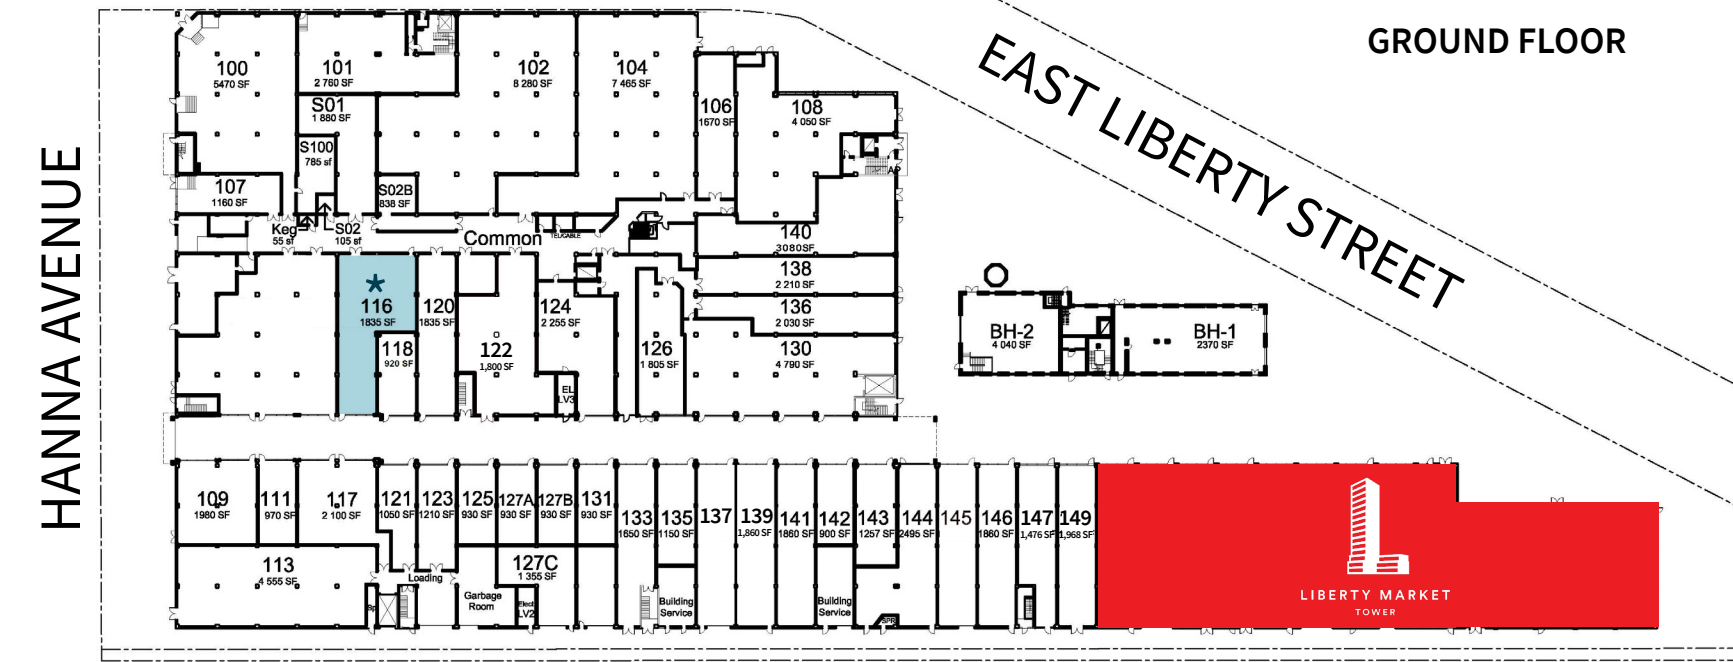 GROUND FLOOR
EAST LIBERTY STREET
HANNA AVENUE
100
5470 SF
101
2 760 SF
102
8 280 SF
104
7 465 SF
S01
1 880 SF
106
1670 SF
108
4 050 SF
S100
785 sf
107
1160 SF
S02B
838 SF
Keg
55 sf
S02
105 sf
Common
TEL/CABLE
140
3080SF
138
2 210 SF
136
2 030 SF
130
4 790 SF
*
116
1835 SF
120
1835 SF
118
920 SF
122
1,800 SF
124
2 255 SF
EL
LV3
126
1 805 SF
BH-2
4 040 SF
BH-1
2370 SF
109
1980 SF
111
970 SF
117
2 100 SF
121
1050 SF
123
1210 SF
125
930 SF
127A
930 SF
127B
930 SF
131
930 SF
133
1650 SF
135
1150 SF
137
139
1,860 SF
141
1860 SF
142
900 SF
143
1257 SF
144
2495 SF
145
146
1860 SF
147
1,476 SF
149
1,968 SF
113
4 555 SF
Loading
Sp
Garbage
Room
127C
1 355 SF
Elect
LV2
Building
Service
Building
Service
SPR
LIBERTY MARKET
TOWER